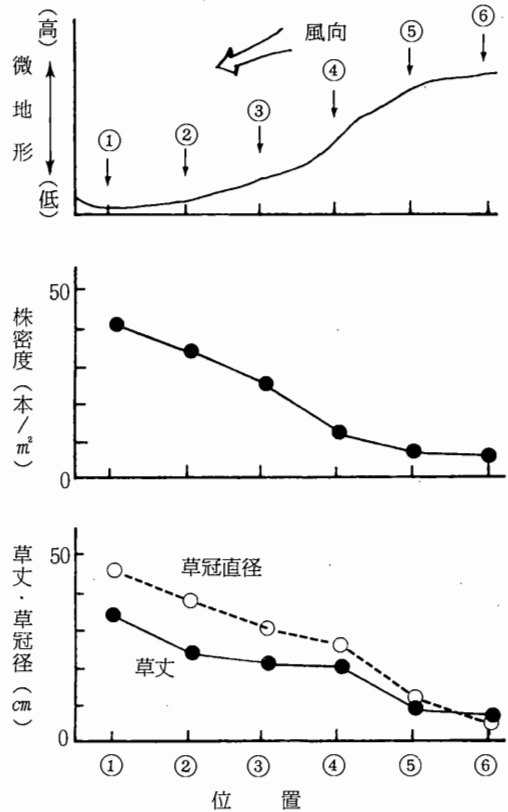 (高)
微地形
(低)
風向
① ② ③ ④ ⑤ ⑥
株密度(本/㎡)
50
0
草丈・草冠径(cm)
50
0
草冠直径
草丈
① ② ③ ④ ⑤ ⑥
位 置